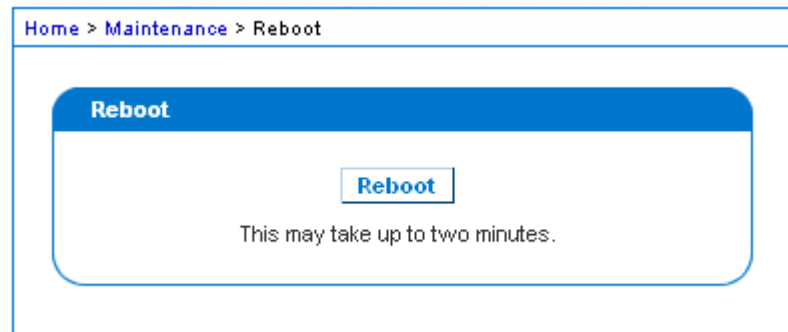 Home > Maintenance > Reboot
Reboot
Reboot
This may take up to two minutes.